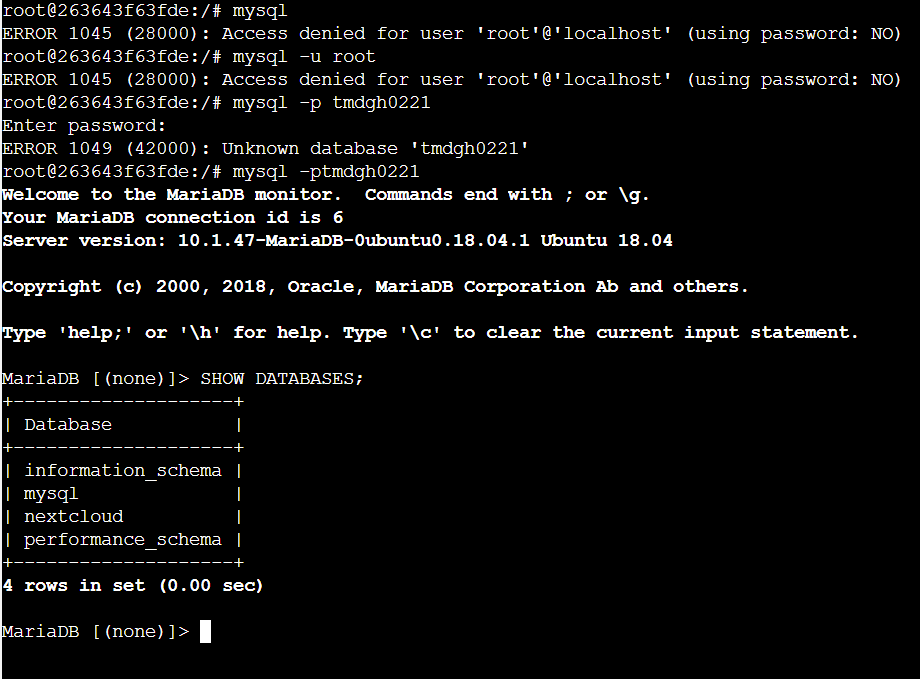 root@263643f63fde:/# mysql
ERROR 1045 (28000): Access denied for user 'root'@'localhost' (using password: NO)
root@263643f63fde:/# mysql -u root
ERROR 1045 (28000): Access denied for user 'root'@'localhost' (using password: NO)
root@263643f63fde:/# mysql -p tmdgh0221
Enter password:
ERROR 1049 (42000): Unknown database 'tmdgh0221'
root@263643f63fde:/# mysql -ptmdgh0221
Welcome to the MariaDB monitor.  Commands end with ; or \g.
Your MariaDB connection id is 6
Server version: 10.1.47-MariaDB-0ubuntu0.18.04.1 Ubuntu 18.04

Copyright (c) 2000, 2018, Oracle, MariaDB Corporation Ab and others.

Type 'help;' or '\h' for help. Type '\c' to clear the current input statement.

MariaDB [(none)]> SHOW DATABASES;
+--------------------+
| Database           |
+--------------------+
| information_schema |
| mysql              |
| nextcloud          |
| performance_schema |
+--------------------+
4 rows in set (0.00 sec)

MariaDB [(none)]>